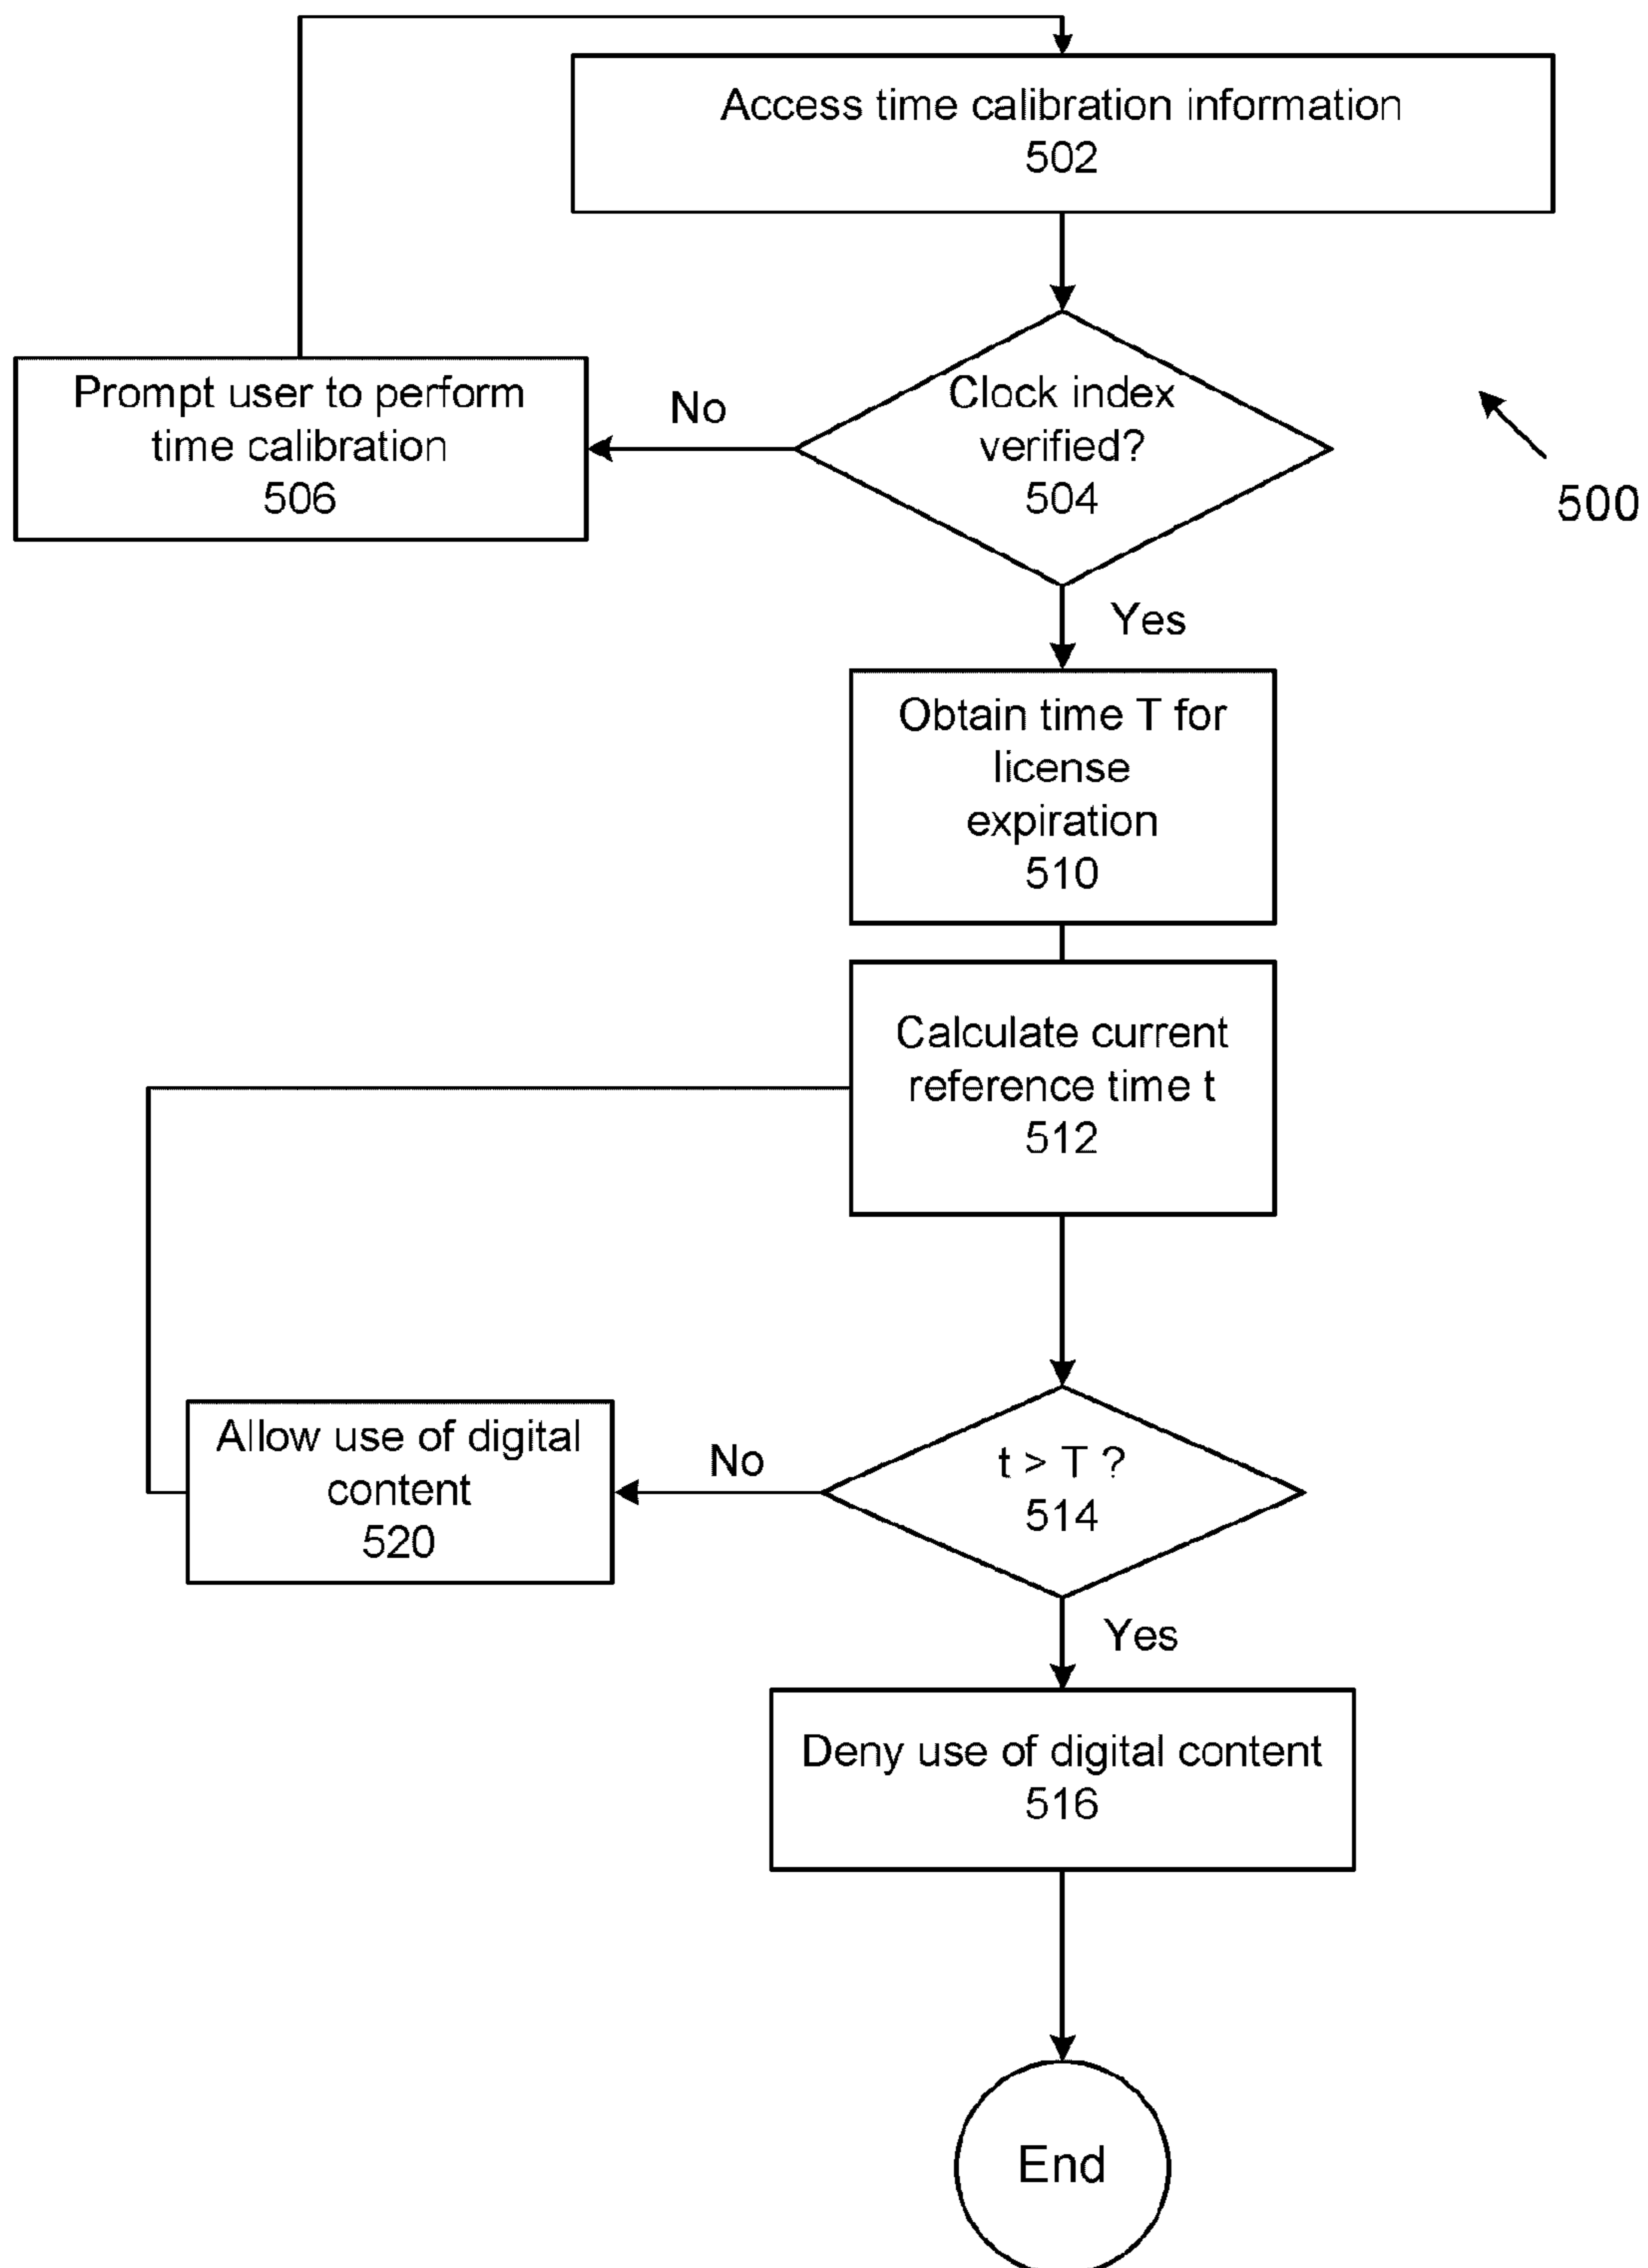 Access time calibration information
502
Prompt user to perform
time calibration
506
No
Clock index
verified?
504
500
Yes
Obtain time T for
license
expiration
510
Calculate current
reference time t
512
Allow use of digital
content
520
No
t > T ?
514
Yes
Deny use of digital content
516
End